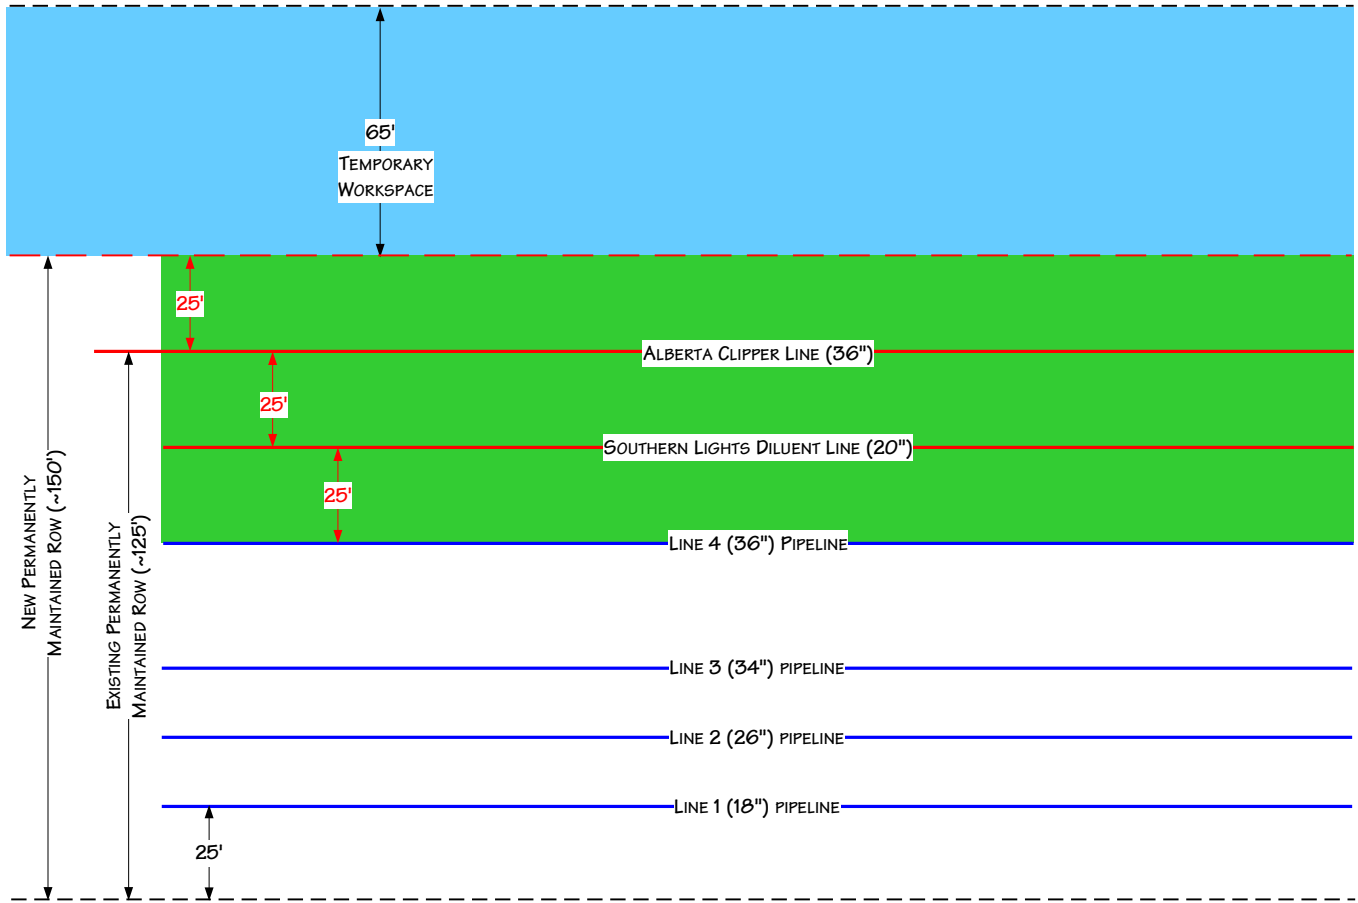 65'
TEMPORARY
WORKSPACE
25'
ALBERTA CLIPPER LINE (36")
25'
SOUTHERN LIGHTS DILUENT LINE (20")
25'
LINE 4 (36") PIPELINE
NEW PERMANENTLY
MAINTAINED ROW (~150')
EXISTING PERMANENTLY
MAINTAINED ROW (~125')
LINE 3 (34") PIPELINE
LINE 2 (26") PIPELINE
LINE 1 (18") PIPELINE
25'